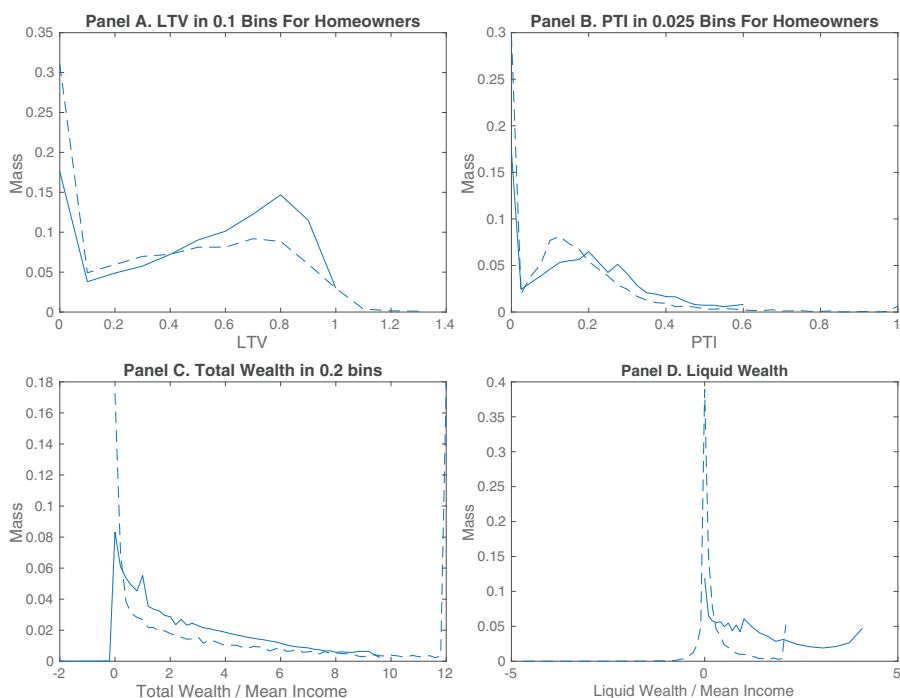 Panel A. LTV in 0.1 Bins For Homeowners
0.35
0.3
0.25
0.2
0.15
0.1
0.05
0
Mass
0 0.2 0.4 0.6 0.8 1 1.2 1.4
LTV
Panel B. PTI in 0.025 Bins For Homeowners
0.3
0.25
0.2
0.15
0.1
0.05
0
Mass
0 0.2 0.4 0.6 0.8 1
PTI
Panel C. Total Wealth in 0.2 bins
0.18
0.16
0.14
0.12
0.1
0.08
0.06
0.04
0.02
0
Mass
-2 0 2 4 6 8 10 12
Total Wealth / Mean Income
Panel D. Liquid Wealth
0.4
0.35
0.3
0.25
0.2
0.15
0.1
0.05
0
Mass
-5 0 5
Liquid Wealth / Mean Income